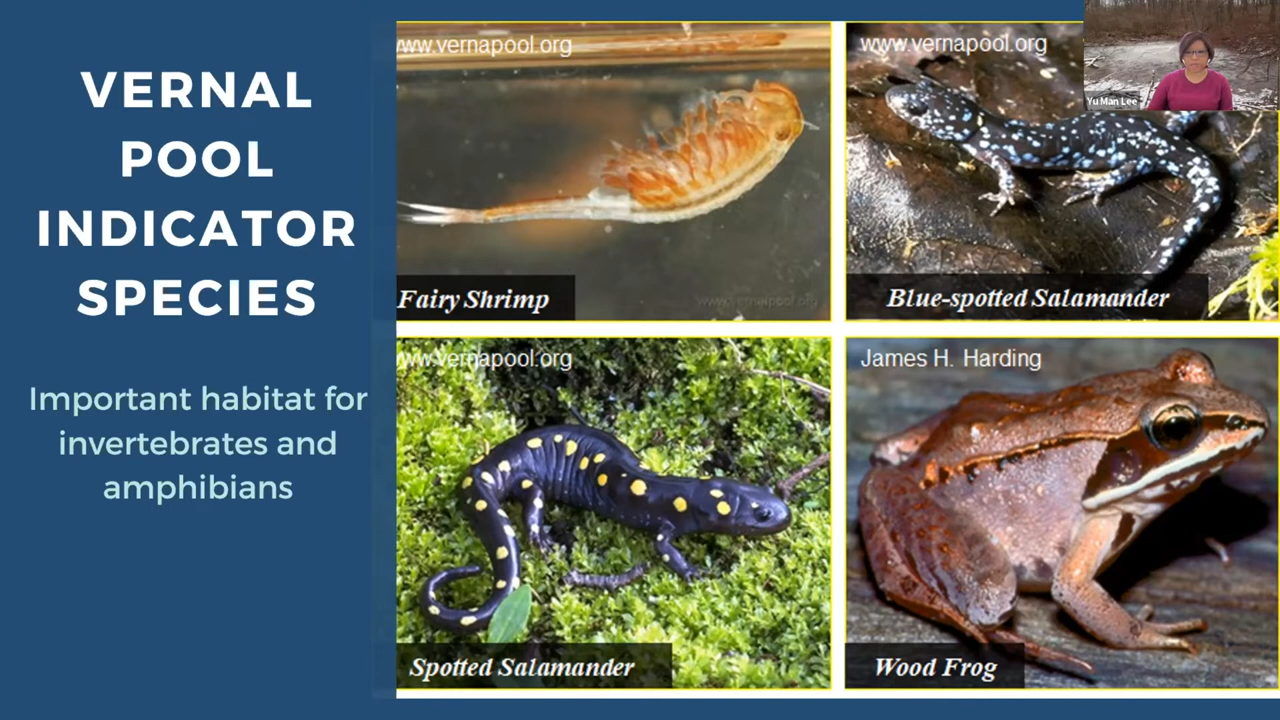 VERNAL
POOL
INDICATOR
SPECIES
Important habitat for
invertebrates and
amphibians
www.vernapool.org
Fairy Shrimp
www.vernapool.org
www.vernapool.org
Yu Man Lee
Blue-spotted Salamander
www.vernapool.org
Spotted Salamander
James H. Harding
Wood Frog